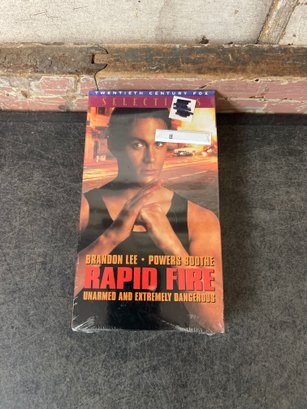 TWENTIETH CENTURY FOX
SELECTIONS
BRANDON LEE • POWERS BOOTHE
RAPID FIRE
UNARMED AND EXTREMELY DANGEROUS